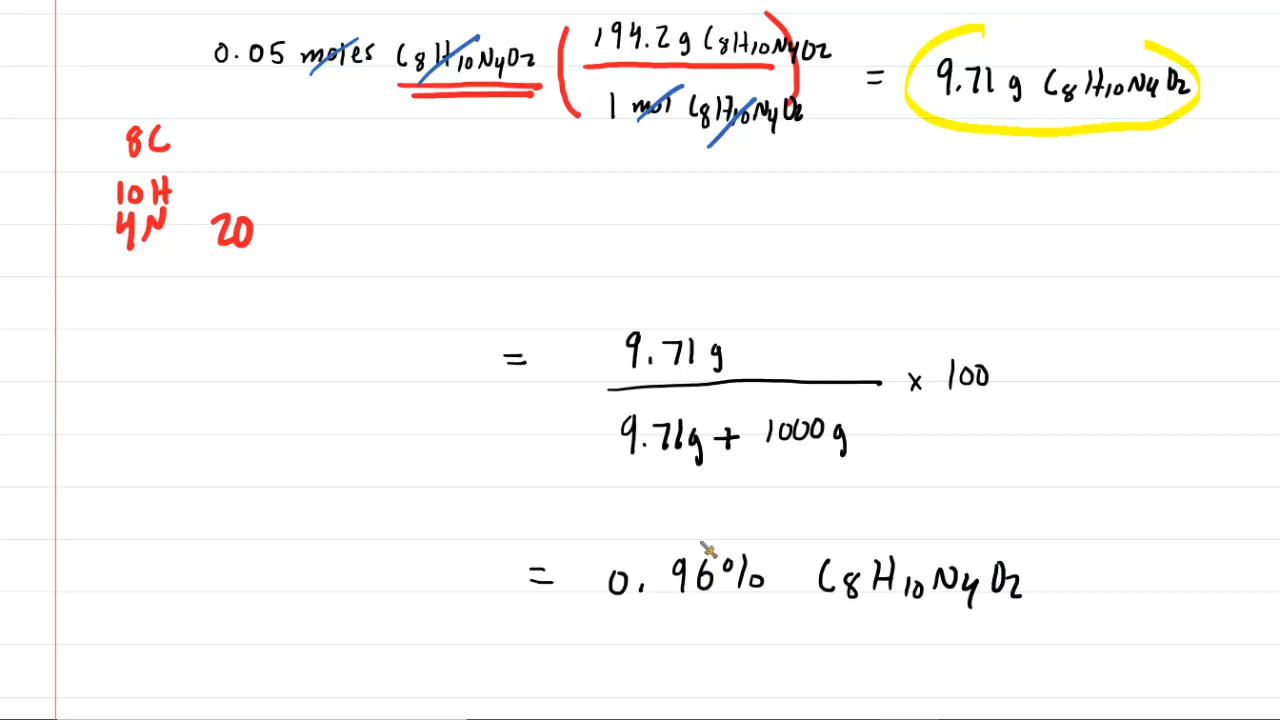 0.05 moles C8H10N4O2 ( 194.2 g C8H10N4O2 / 1 mol C8H10N4O2 ) = 9.71 g C8H10N4O2
8C
10H
4N 2O
= 9.71 g / 9.71g + 1000g x 100
= 0.96% C8H10N4O2